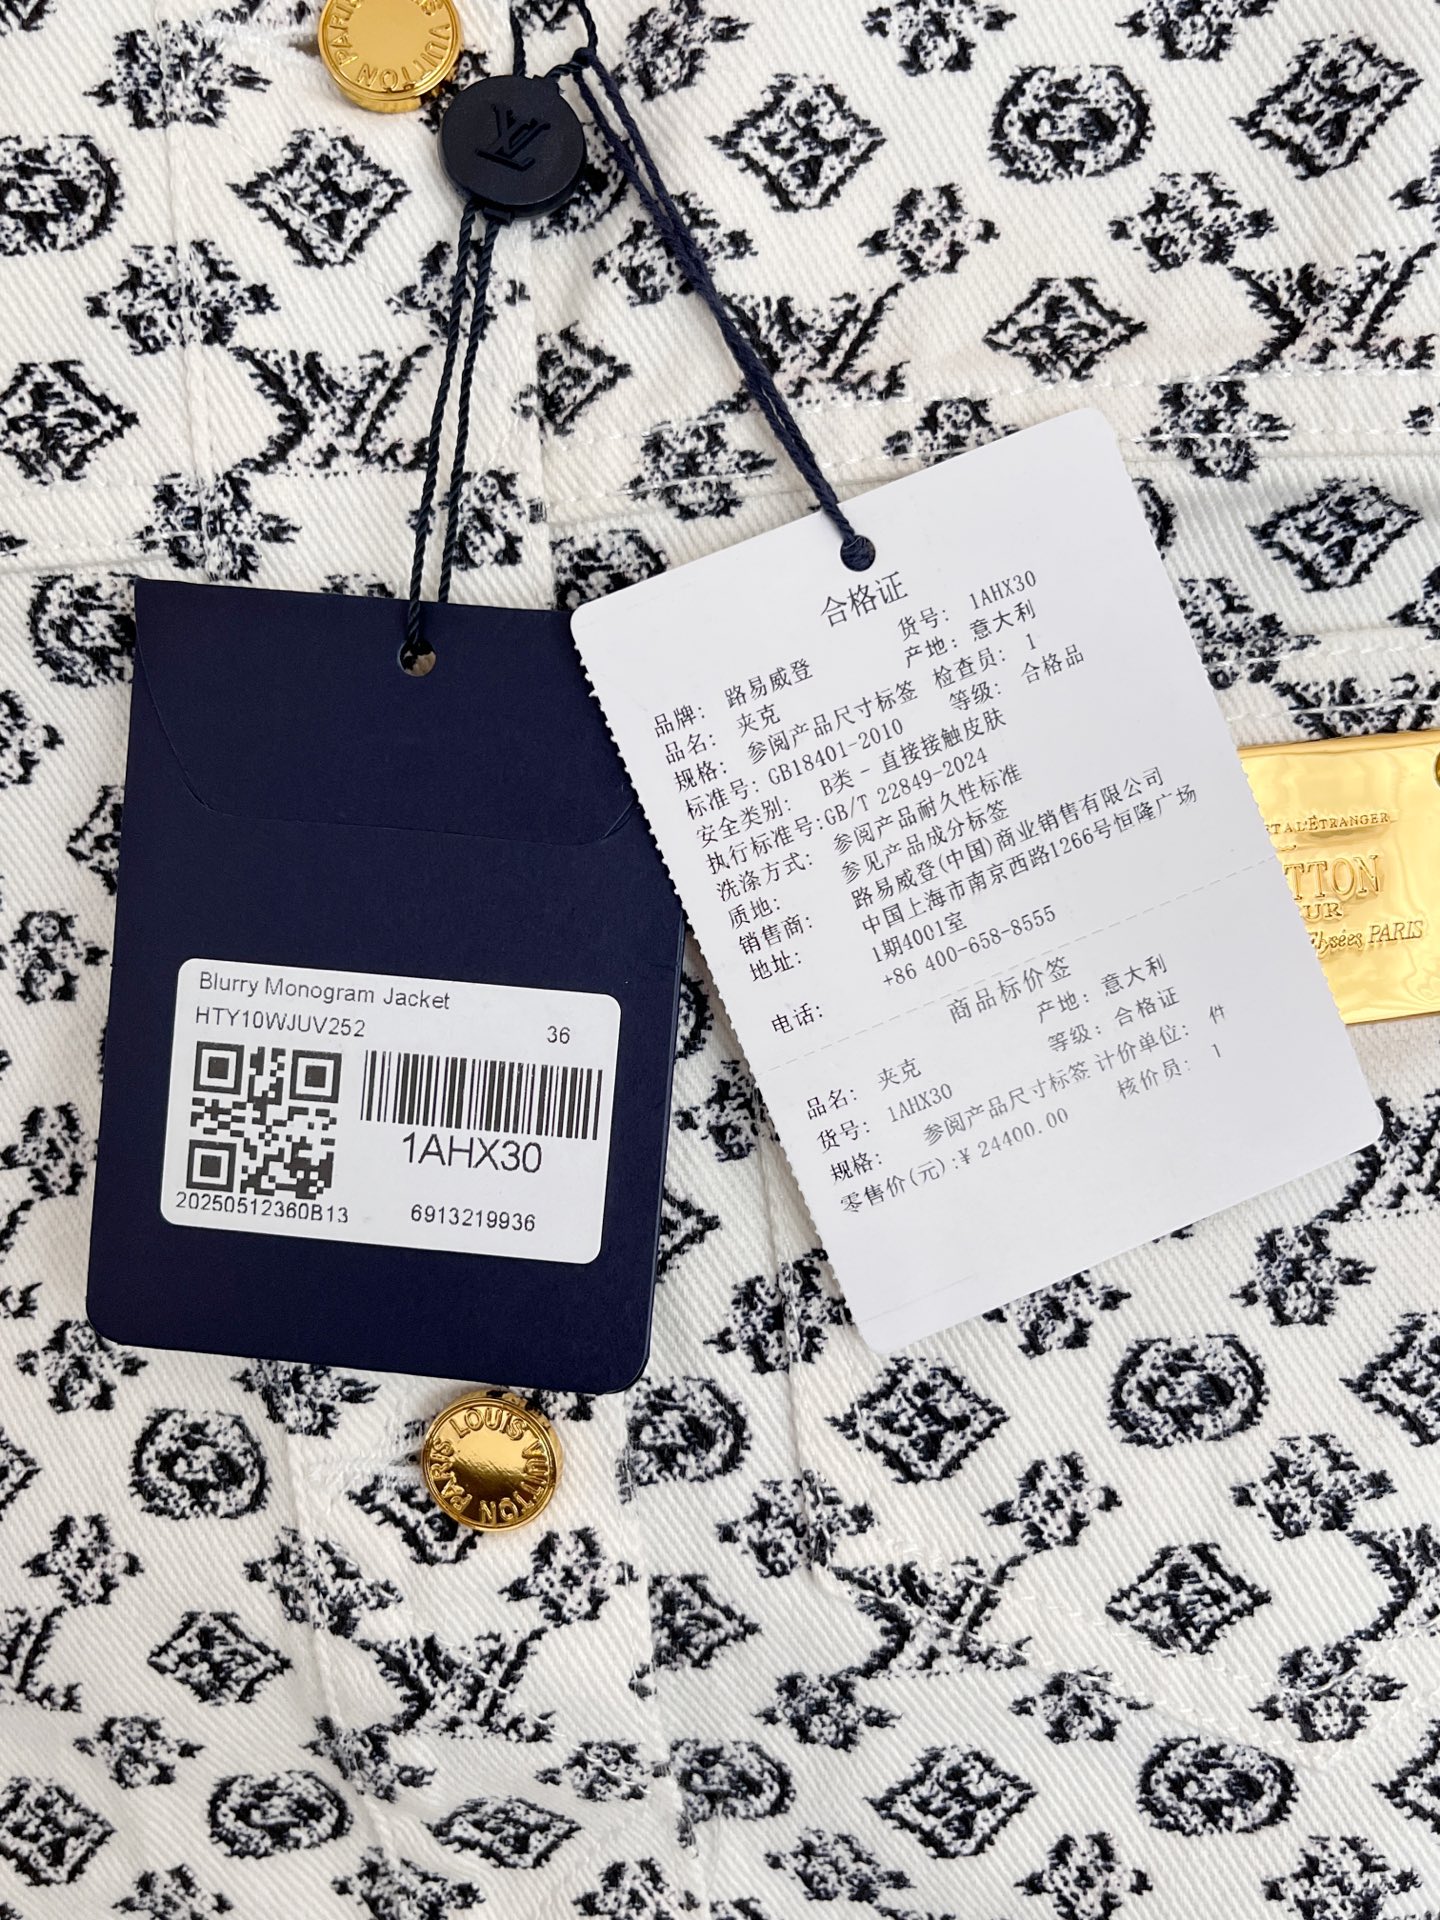 LOUIS VUITTON PARIS
LV
Blurry Monogram Jacket
HTY10WJUV252
36
1AHX30
20250512360B13
6913219936
合格证
货号: 1AHX30
品牌: 路易威登 产地: 意大利
品名: 夹克 检查员: 1
规格: 参阅产品尺寸标签 等级: 合格品
标准号: GB18401-2010
安全类别: B类 - 直接接触皮肤
执行标准号:GB/T 22849-2024
洗涤方式: 参阅产品耐久性标准
质地: 参见产品成分标签
销售商: 路易威登(中国)商业销售有限公司
地址: 中国上海市南京西路1266号恒隆广场
1期4001室
电话: +86 400-658-8555
商品标价签
品名: 夹克 产地: 意大利
货号: 1AHX30 等级: 合格证
规格: 参阅产品尺寸标签 计价单位: 件
零售价(元):¥ 24400.00 核价员: 1
ET A L'ÉTRANGER
TTON
UR
PARIS
LOUIS VUITTON PARIS